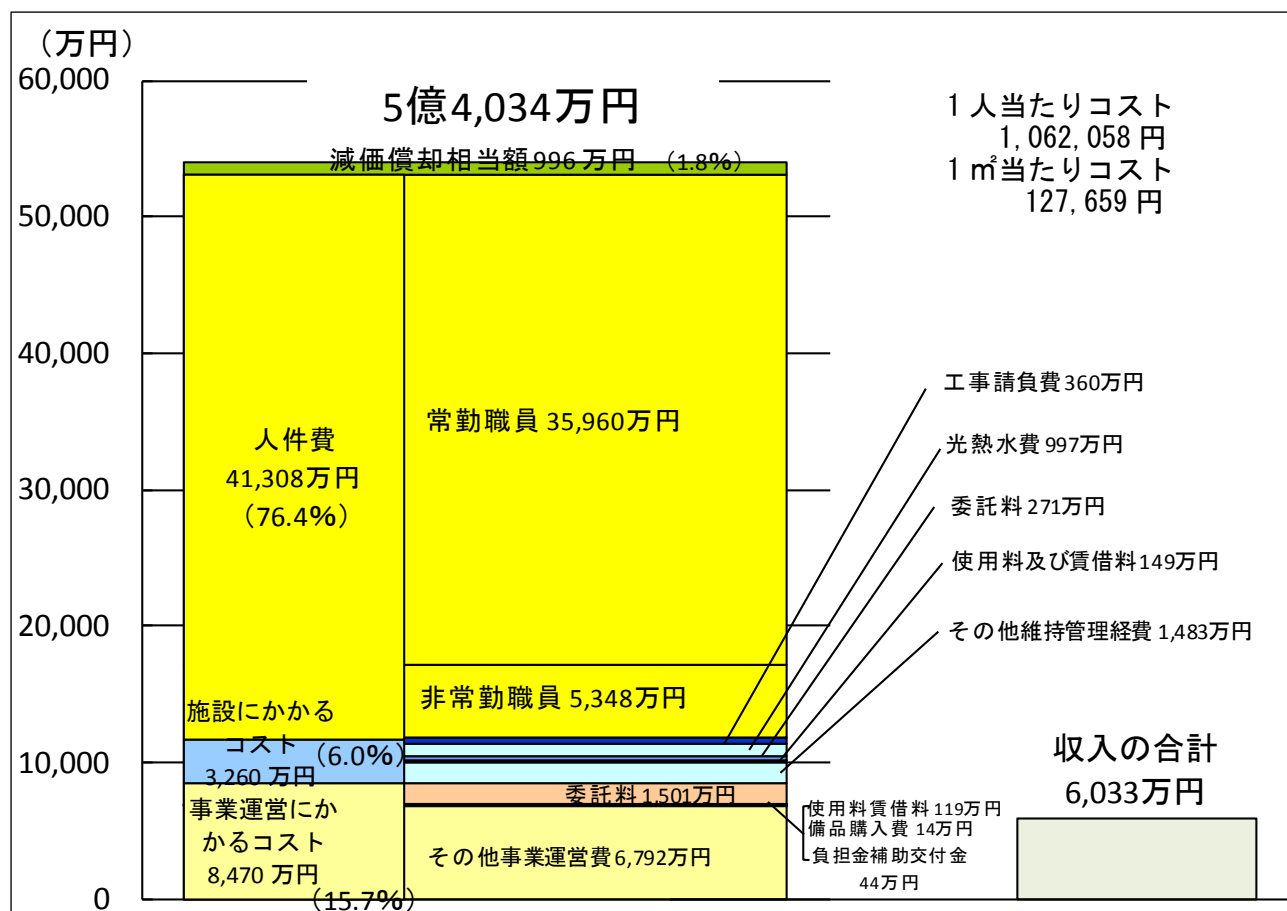 （万円）
60,000
50,000
40,000
30,000
20,000
10,000
0
5億4,034万円
減価償却相当額 996 万円 （1.8%）
1 人当たりコスト
1,062,058 円
1 ㎡当たりコスト
127,659 円
人件費
41,308万円
（76.4%）
常勤職員 35,960万円
非常勤職員 5,348万円
施設にかかる
コスト （6.0%）
3,260 万円
事業運営にか
かるコスト
8,470 万円
（15.7%）
委託料 1,501万円
その他事業運営費 6,792万円
工事請負費 360万円
光熱水費 997万円
委託料 271万円
使用料及び賃借料 149万円
その他維持管理経費 1,483万円
使用料賃借料 119万円
備品購入費 14万円
負担金補助交付金
44万円
収入の合計
6,033万円